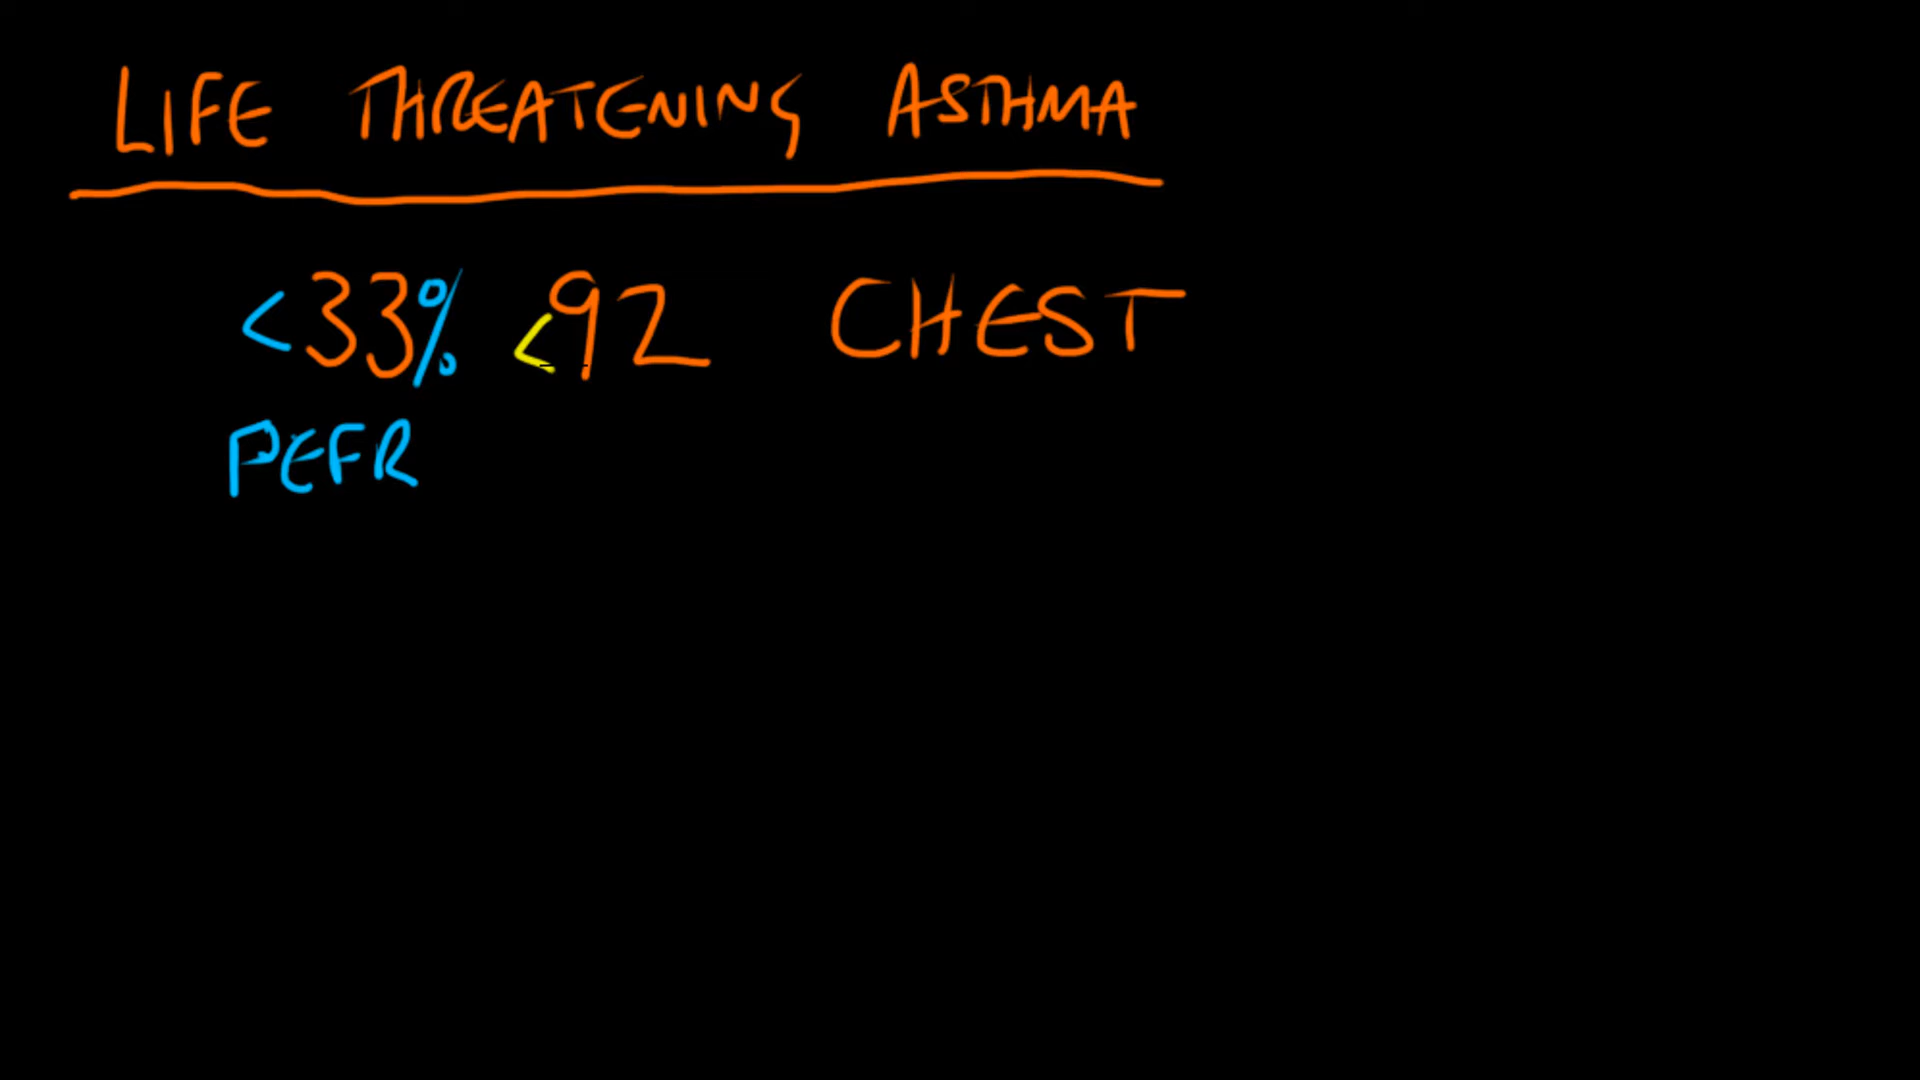 LIFE THREATENING ASTHMA
<33% <92 CHEST
PEFR